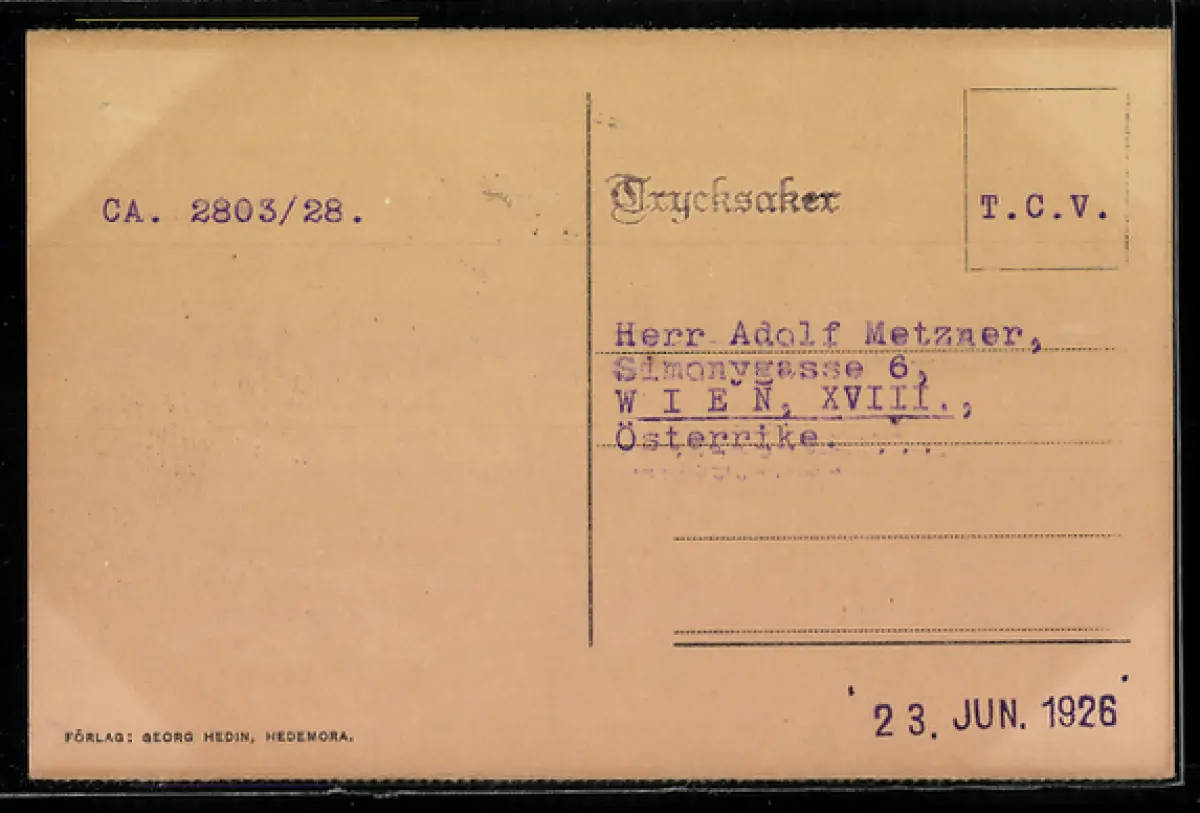 CA. 2803/28.
Trycksaker
T.C.V.
Herr Adolf Metzner,
Simonygasse 6,
W I E N, XVIII.,
Österrike.
FÖRLAG: GEORG HEDIN, HEDEMORA.
23. JUN. 1926